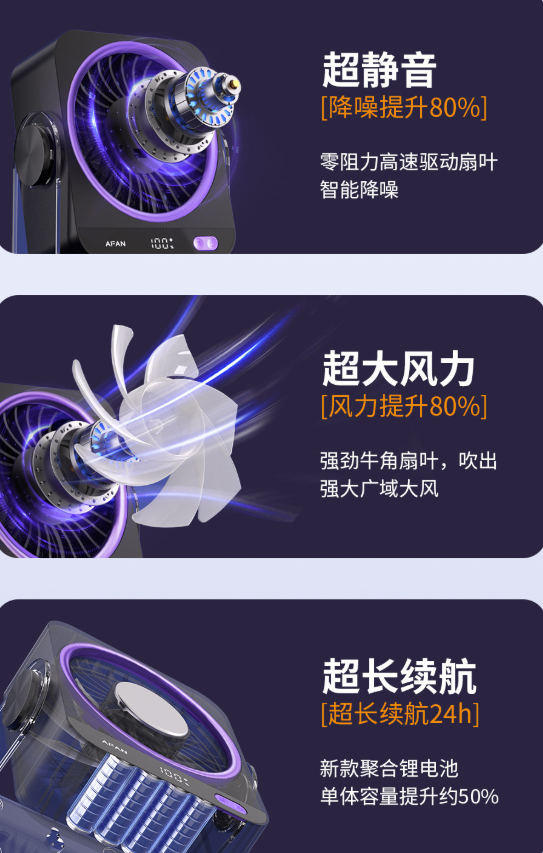 超静音
[降噪提升80%]
零阻力高速驱动扇叶
智能降噪
AFAN
100%
超大风力
[风力提升80%]
强劲牛角扇叶，吹出
强大广域大风
超长续航
[超长续航24h]
新款聚合锂电池
单体容量提升约50%
AFAN
100%